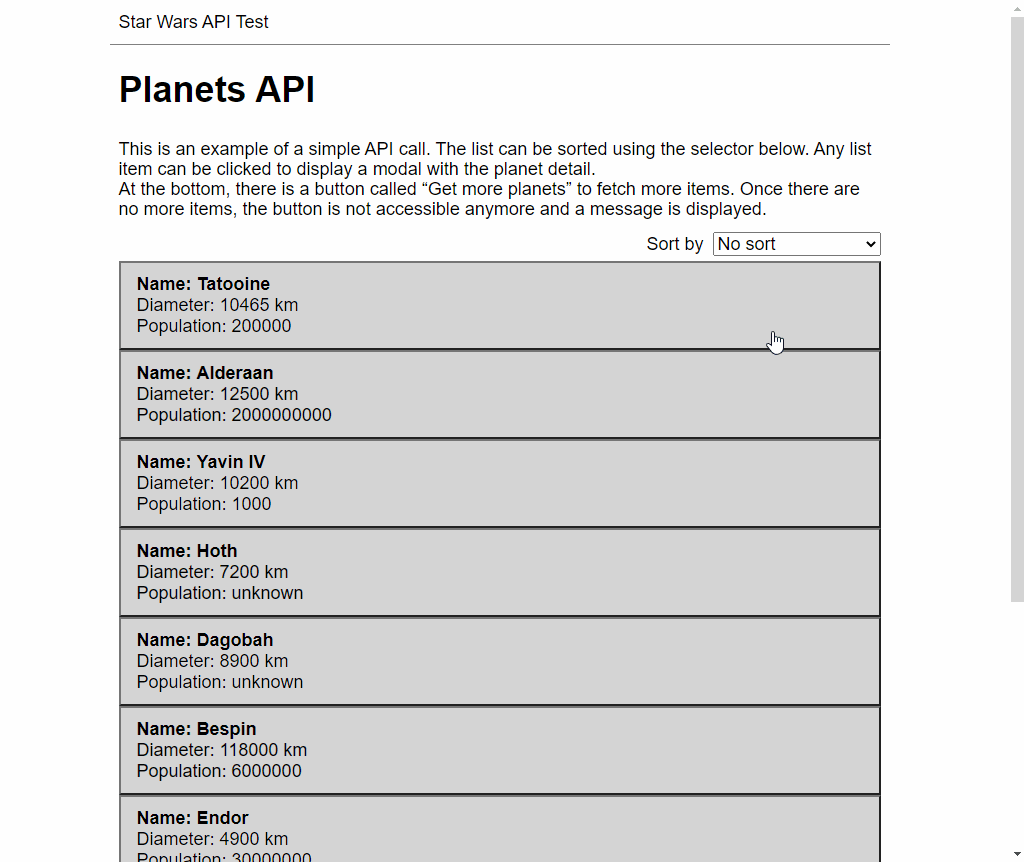 Star Wars API Test
Planets API
This is an example of a simple API call. The list can be sorted using the selector below. Any list
item can be clicked to display a modal with the planet detail.
At the bottom, there is a button called “Get more planets” to fetch more items. Once there are
no more items, the button is not accessible anymore and a message is displayed.
Sort by No sort
Name: Tatooine
Diameter: 10465 km
Population: 200000
Name: Alderaan
Diameter: 12500 km
Population: 2000000000
Name: Yavin IV
Diameter: 10200 km
Population: 1000
Name: Hoth
Diameter: 7200 km
Population: unknown
Name: Dagobah
Diameter: 8900 km
Population: unknown
Name: Bespin
Diameter: 118000 km
Population: 6000000
Name: Endor
Diameter: 4900 km
Population: 30000000